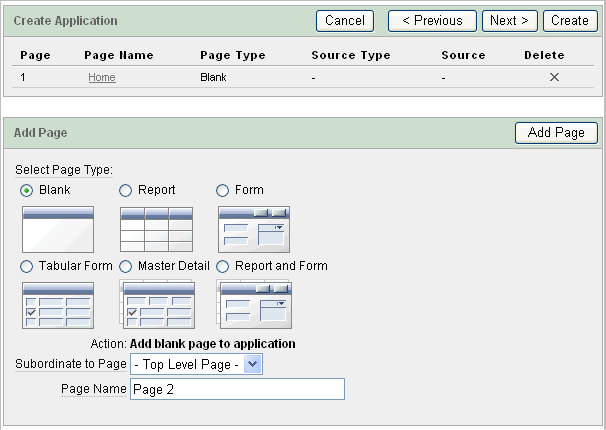 Create Application Cancel < Previous Next > Create
Page Page Name Page Type Source Type Source Delete
1 Home Blank - -
Add Page Add Page
Select Page Type:
Blank Report Form
Tabular Form Master Detail Report and Form
Action: Add blank page to application
Subordinate to Page - Top Level Page -
Page Name Page 2